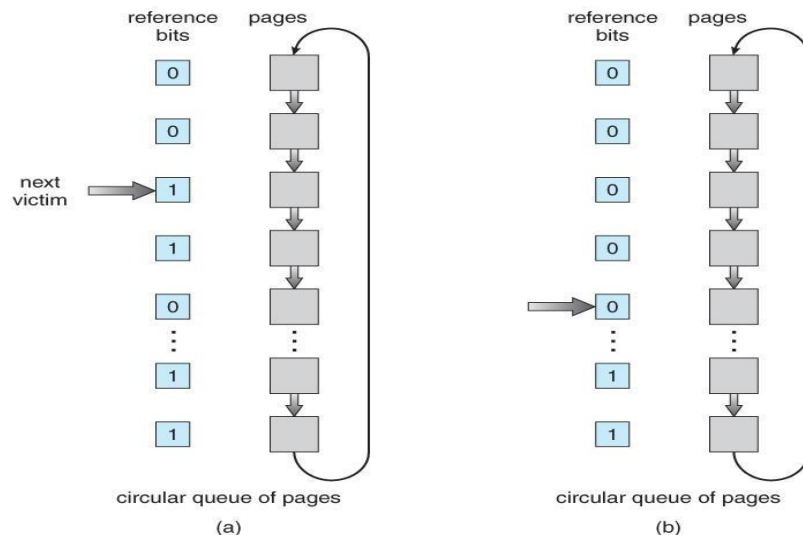 reference pages
bits
0
0
next
victim
1
1
0
1
1
circular queue of pages
(a)
reference pages
bits
0
0
0
0
0
1
1
circular queue of pages
(b)